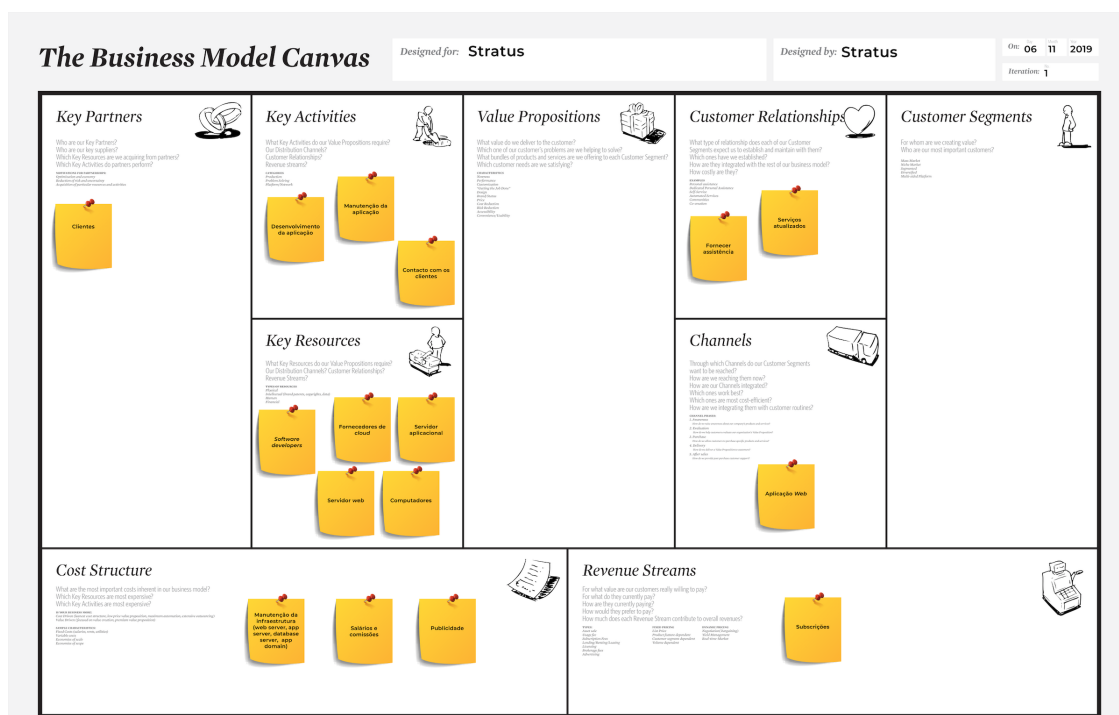 The Business Model Canvas
Designed for: Stratus
Designed by: Stratus
On: 06 11 2019
Iteration: 1
Key Partners
Who are our Key Partners?
Who are our key suppliers?
Which Key Resources are we acquiring from partners?
Which Key Activities do partners perform?
Clientes
Key Activities
What Key Activities do our Value Propositions require?
Our Distribution Channels?
Customer Relationships?
Revenue streams?
Desenvolvimento
da aplicação
Manutenção da
aplicação
Contacto com os
clientes
Key Resources
What Key Resources do our Value Propositions require?
Our Distribution Channels? Customer Relationships?
Revenue Streams?
Software
developers
Fornecedores de
cloud
Servidor
aplicacional
Servidor web
Computadores
Value Propositions
What value do we deliver to the customer?
Which one of our customer's problems are we helping to solve?
What bundles of products and services are we offering to each Customer Segment?
Which customer needs are we satisfying?
Customer Relationships
What type of relationship does each of our Customer
Segments expect us to establish and maintain with them?
Which ones have we established?
How are they integrated with the rest of our business model?
How costly are they?
Fornecer
assistência
Serviços
atualizados
Channels
Through which Channels do our Customer Segments
want to be reached?
How are we reaching them now?
How are our Channels integrated?
Which ones work best?
Which ones are most cost-efficient?
How are we integrating them with customer routines?
Aplicação Web
Customer Segments
For whom are we creating value?
Who are our most important customers?
Cost Structure
What are the most important costs inherent in our business model?
Which Key Resources are most expensive?
Which Key Activities are most expensive?
Manutenção da
infraestrutura
(web server, app
server, database
server, app
domain)
Salários e
comissões
Publicidade
Revenue Streams
For what value are our customers really willing to pay?
For what do they currently pay?
How are they currently paying?
How would they prefer to pay?
How much does each Revenue Stream contribute to overall revenues?
Subscrições